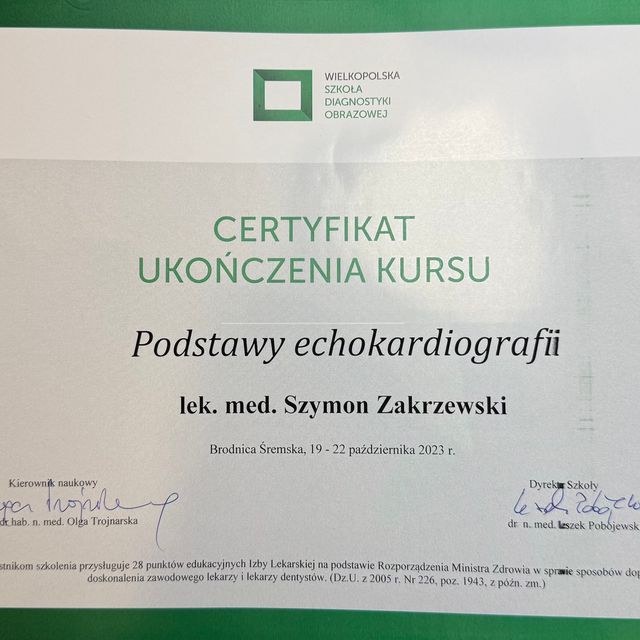 WIELKOPOLSKA
SZKOŁA
DIAGNOSTYKI
OBRAZOWEJ
CERTYFIKAT
UKOŃCZENIA KURSU
Podstawy echokardiografii
lek. med. Szymon Zakrzewski
Brodnica Śremska, 19 - 22 października 2023 r.
Kierownik naukowy
dr hab. n. med. Olga Trojnarska
Dyrektor Szkoły
dr n. med. Leszek Pobojewsk
stnikom szkolenia przysługuje 28 punktów edukacyjnych Izby Lekarskiej na podstawie Rozporządzenia Ministra Zdrowia w sprawie sposobów dop
doskonalenia zawodowego lekarzy i lekarzy dentystów. (Dz.U. z 2005 r. Nr 226, poz. 1943, z późn. zm.)